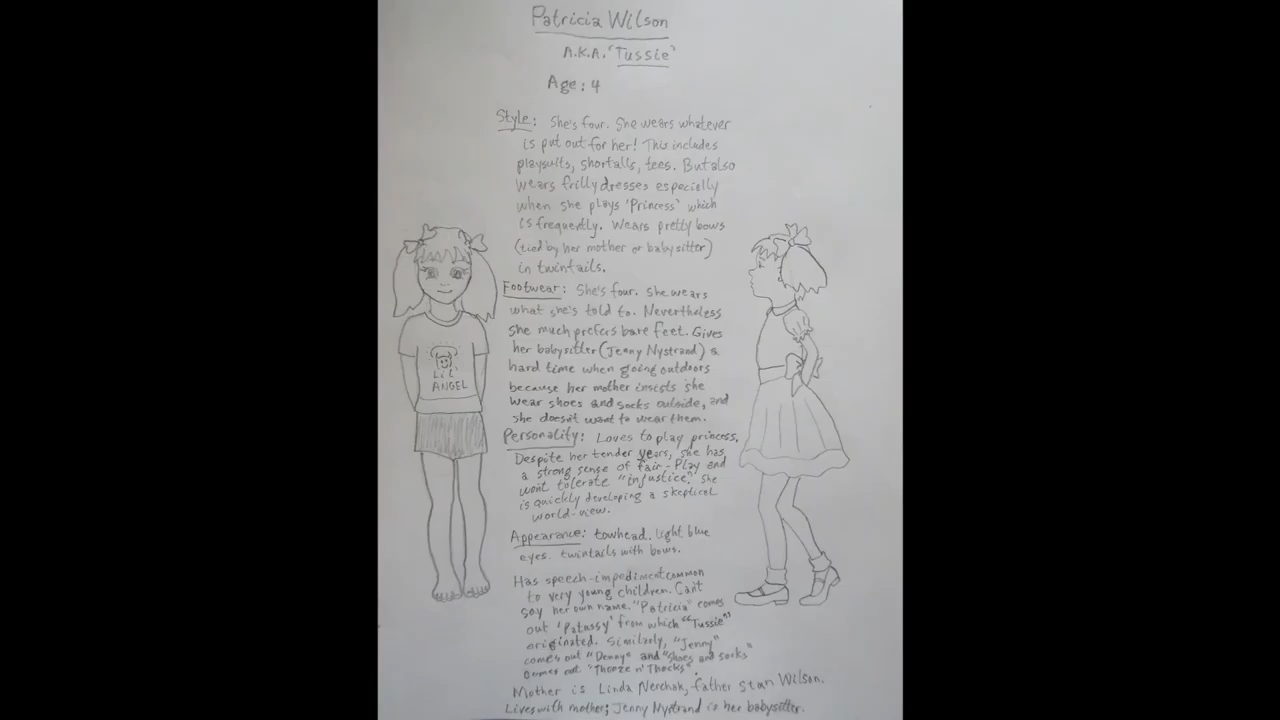 Patricia Wilson
A.K.A. 'Tussie'
Age: 4
Style: She's four. She wears whatever
is put out for her! This includes
playsuits, shortalls, tees. But also
wears frilly dresses especially
when she plays 'Princess' which
is frequently. Wears pretty bows
(tied by her mother or babysitter)
in twintails.
Footwear: She's four. She wears
what she's told to. Nevertheless
she much prefers bare feet. Gives
her babysitter (Jenny Nystrand) a
hard time when going outdoors
because her mother insists she
wear shoes and socks outside, and
she doesn't want to wear them.
Personality: Loves to play princess.
Despite her tender years, she has
a strong sense of fair-play and
won't tolerate "injustice." She
is quickly developing a skeptical
world-view.
Appearance: towhead. light blue
eyes. twintails with bows.
Has speech-impediment common
to very young children. Can't
say her own name. "Patricia" comes
out 'Patussy' from which "Tussie"
originated. Similarly, "Jenny"
comes out "Denny" and "Shoes and socks"
comes out "Thooze n' Thocks".
Mother is Linda Nerchok, father Stan Wilson.
Lives with mother; Jenny Nystrand is her babysitter.
LIL'
ANGEL